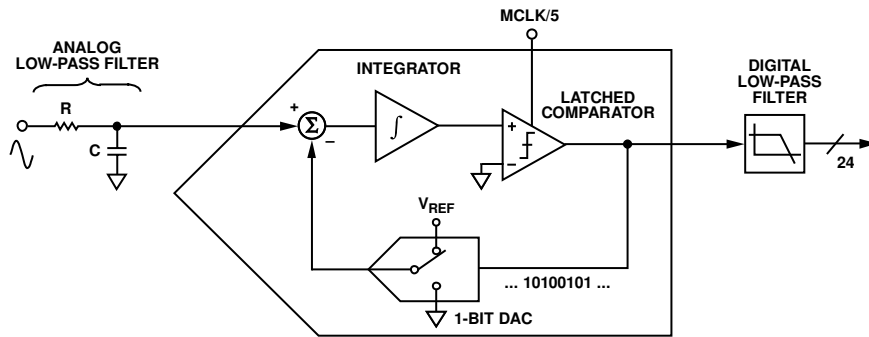 MCLK/5
ANALOG
LOW-PASS FILTER
INTEGRATOR
DIGITAL
LOW-PASS
FILTER
LATCHED
COMPARATOR
R
+
Σ
–
∫
+
–
C
24
VREF
... 10100101 ...
1-BIT DAC